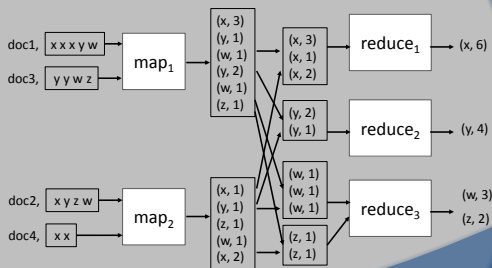 doc1, x x x y w
doc3, y y w z
map1
(x, 3)
(y, 1)
(w, 1)
(y, 2)
(w, 1)
(z, 1)
(x, 3)
(x, 1)
(x, 2)
reduce1
(x, 6)
(y, 2)
(y, 1)
reduce2
(y, 4)
doc2, x y z w
doc4, x x
map2
(x, 1)
(y, 1)
(z, 1)
(w, 1)
(x, 2)
(w, 1)
(w, 1)
(w, 1)
(z, 1)
(z, 1)
reduce3
(w, 3)
(z, 2)